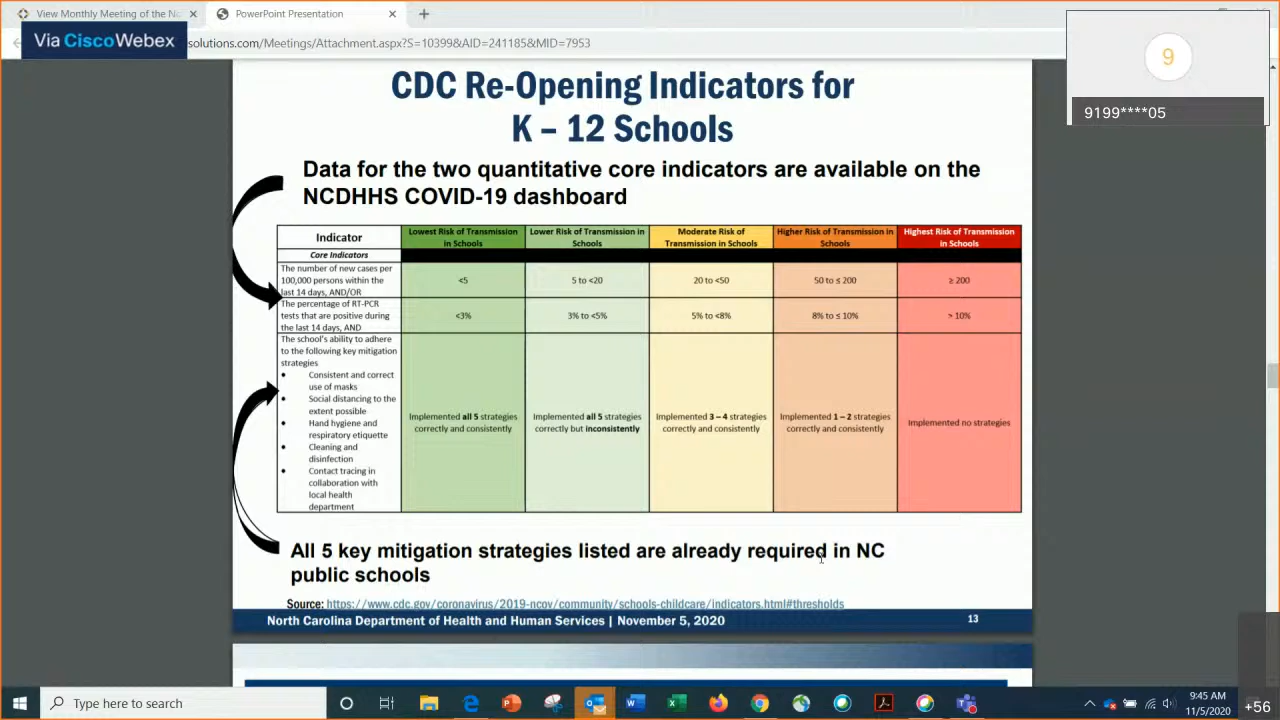 View Monthly Meeting of the No
PowerPoint Presentation
Via Cisco Webex
solutions.com/Meetings/Attachment.aspx?S=10399&AID=241185&MID=7953
9
9199****05
CDC Re-Opening Indicators for
K – 12 Schools
Data for the two quantitative core indicators are available on the
NCDHHS COVID-19 dashboard
Indicator
Lowest Risk of Transmission
in Schools
Lower Risk of Transmission in
Schools
Moderate Risk of
Transmission in Schools
Higher Risk of Transmission in
Schools
Highest Risk of Transmission
in Schools
Core Indicators
The number of new cases per
100,000 persons within the
last 14 days, AND/OR
<5
5 to <20
20 to <50
50 to ≤ 200
≥ 200
The percentage of RT-PCR
tests that are positive during
the last 14 days, AND
<3%
3% to <5%
5% to <8%
8% to ≤ 10%
> 10%
The school's ability to adhere
to the following key mitigation
strategies
• Consistent and correct
use of masks
• Social distancing to the
extent possible
• Hand hygiene and
respiratory etiquette
• Cleaning and
disinfection
• Contact tracing in
collaboration with
local health
department
Implemented all 5 strategies
correctly and consistently
Implemented all 5 strategies
correctly but inconsistently
Implemented 3 – 4 strategies
correctly and consistently
Implemented 1 – 2 strategies
correctly and consistently
Implemented no strategies
All 5 key mitigation strategies listed are already required in NC
public schools
Source: https://www.cdc.gov/coronavirus/2019-ncov/community/schools-childcare/indicators.html#thresholds
North Carolina Department of Health and Human Services | November 5, 2020
13
Type here to search
9:45 AM
11/5/2020
+56